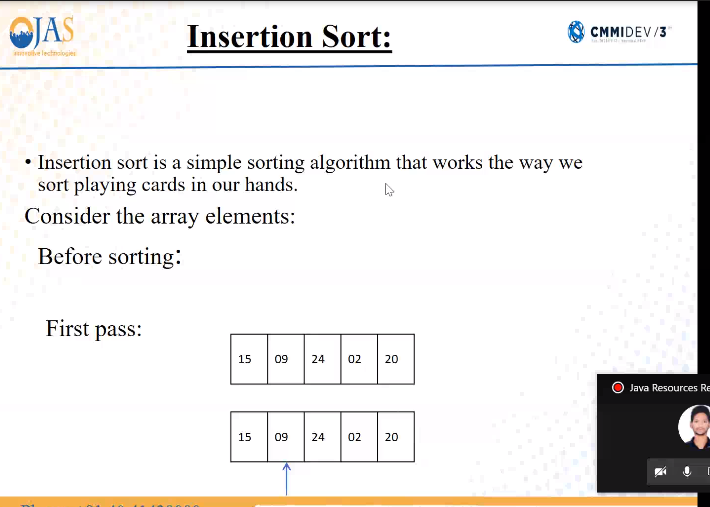 OJAS
innovative technologies
Insertion Sort:
CMMIDEV/3
• Insertion sort is a simple sorting algorithm that works the way we
sort playing cards in our hands.
Consider the array elements:
Before sorting:
First pass:
15 09 24 02 20
Java Resources Re
15 09 24 02 20